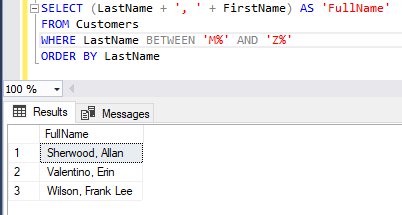 SELECT (LastName + ', ' + FirstName) AS 'FullName'
FROM Customers
WHERE LastName BETWEEN 'M%' AND 'Z%'
ORDER BY LastName
100 %
Results Messages
FullName
1 Sherwood, Allan
2 Valentino, Erin
3 Wilson, Frank Lee